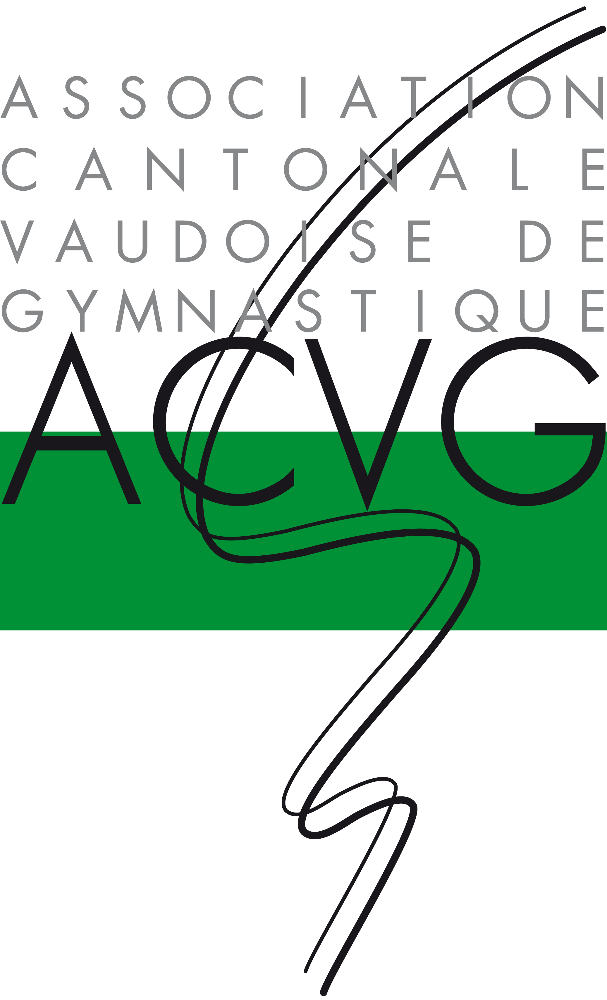 ASSOCIATION
CANTONALE
VAUDOISE DE
GYMNASTIQUE
ACVG